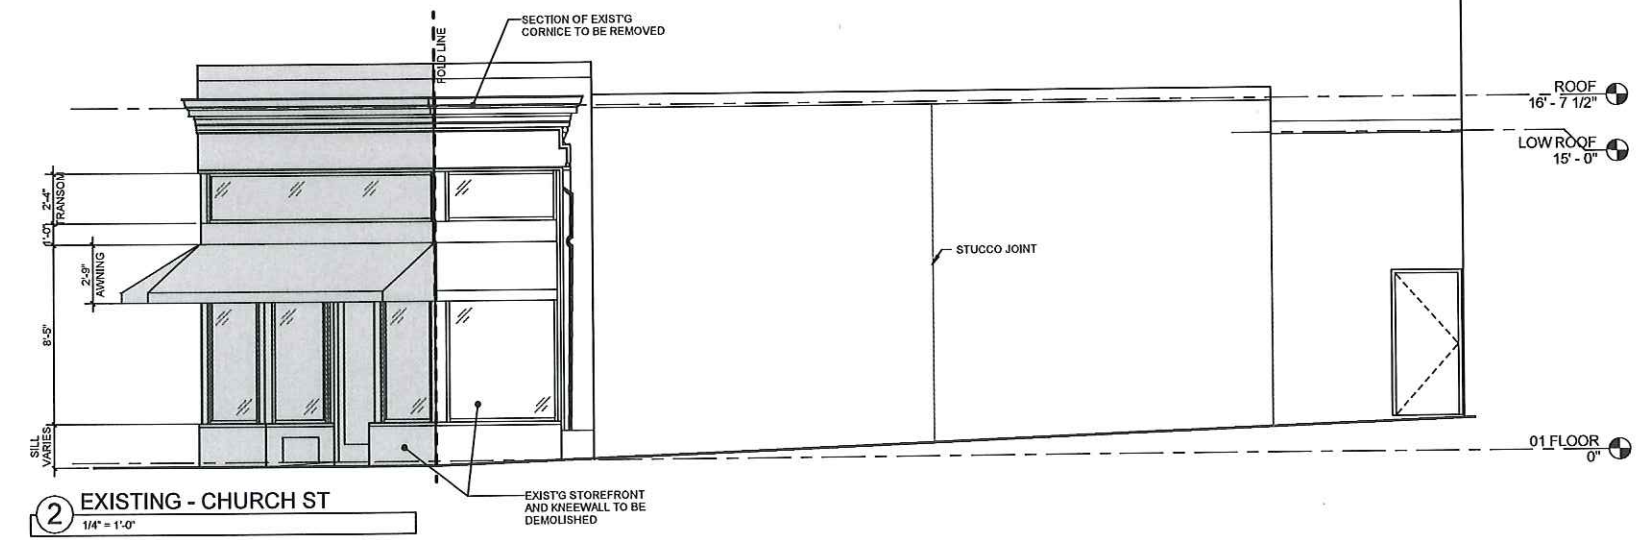 SECTION OF EXIST'G
CORNICE TO BE REMOVED
FOLD LINE
ROOF
16' - 7 1/2"
LOW ROOF
15' - 0"
2'-4"
TRANSOM
1'-0"
2'-9"
AWNING
8'-5"
SILL
VARIES
STUCCO JOINT
01 FLOOR
0"
EXIST'G STOREFRONT
AND KNEEWALL TO BE
DEMOLISHED
2
EXISTING - CHURCH ST
1/4" = 1'-0"